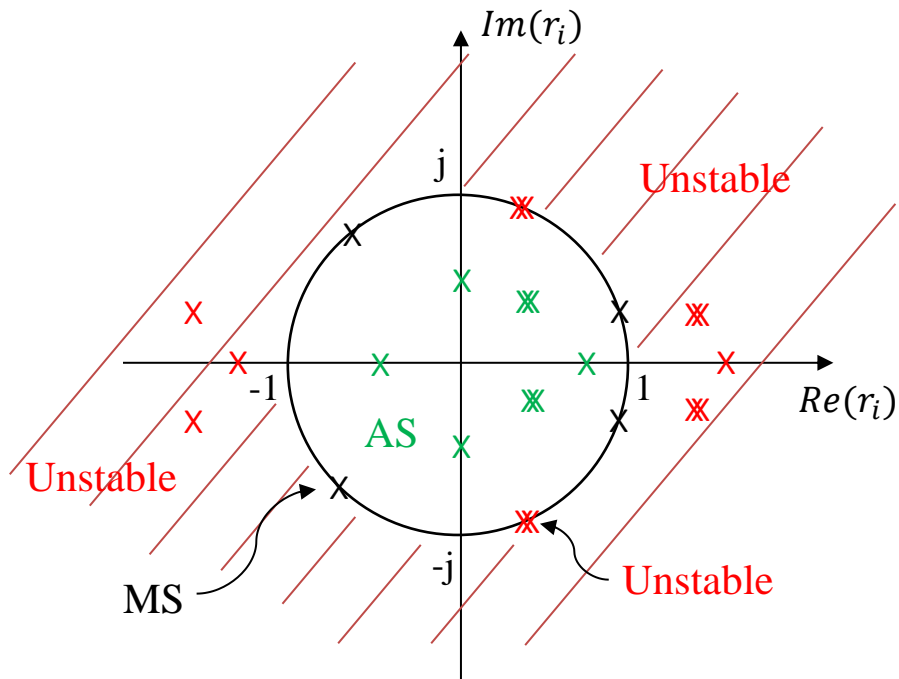 Im(r_i)
j
Unstable
-1
1
Re(r_i)
AS
Unstable
-j
MS
Unstable